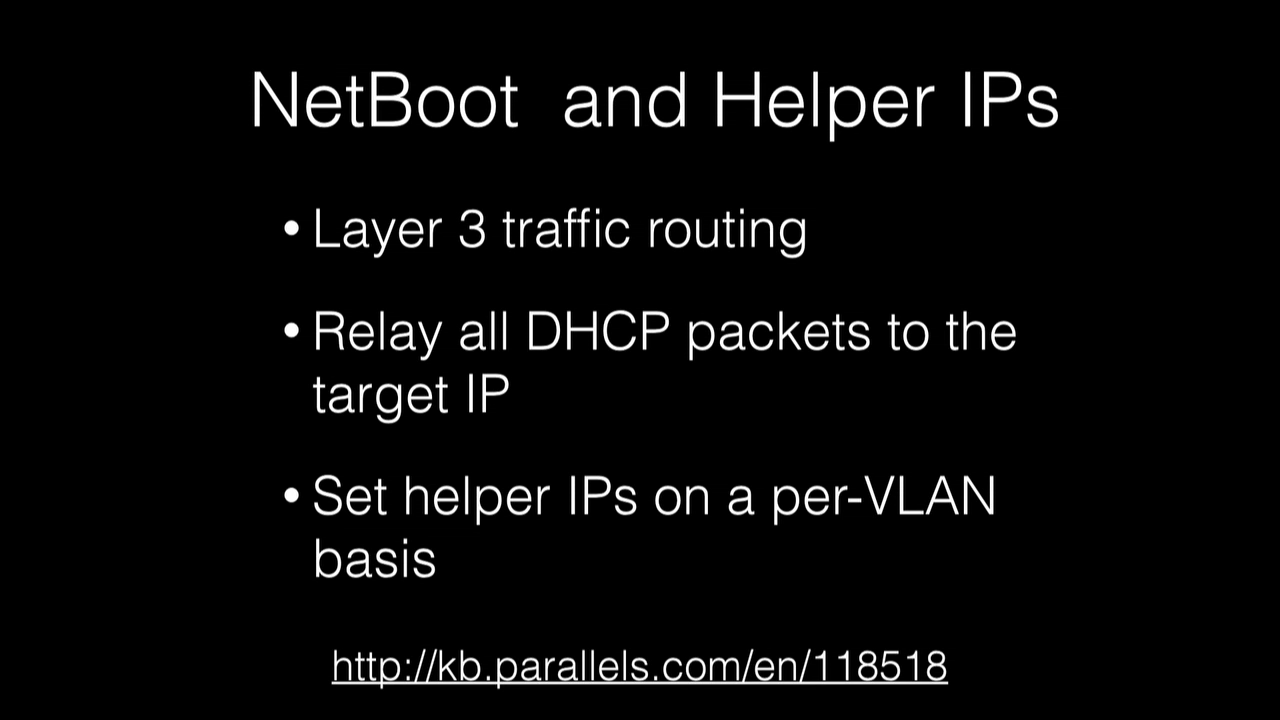 NetBoot and Helper IPs
• Layer 3 traffic routing
• Relay all DHCP packets to the
target IP
• Set helper IPs on a per-VLAN
basis
http://kb.parallels.com/en/118518